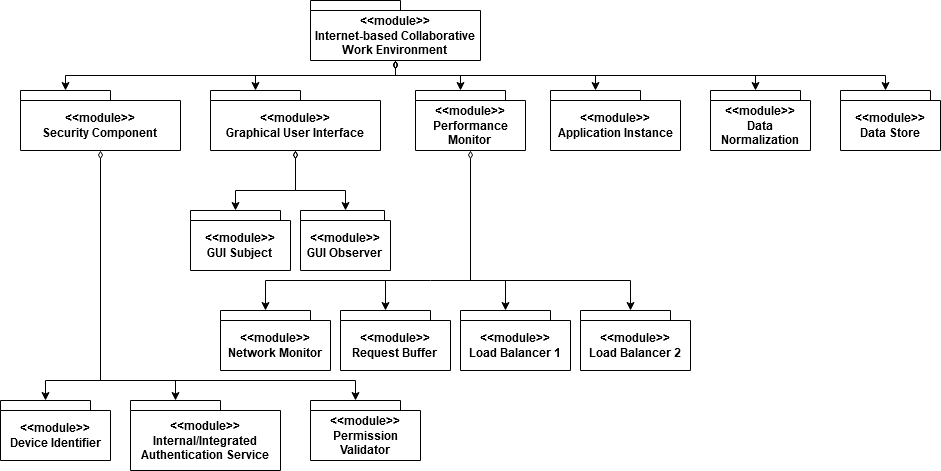 <<module>>
Internet-based Collaborative
Work Environment
<<module>>
Security Component
<<module>>
Graphical User Interface
<<module>>
Performance
Monitor
<<module>>
Application Instance
<<module>>
Data
Normalization
<<module>>
Data Store
<<module>>
GUI Subject
<<module>>
GUI Observer
<<module>>
Network Monitor
<<module>>
Request Buffer
<<module>>
Load Balancer 1
<<module>>
Load Balancer 2
<<module>>
Device Identifier
<<module>>
Internal/Integrated
Authentication Service
<<module>>
Permission
Validator